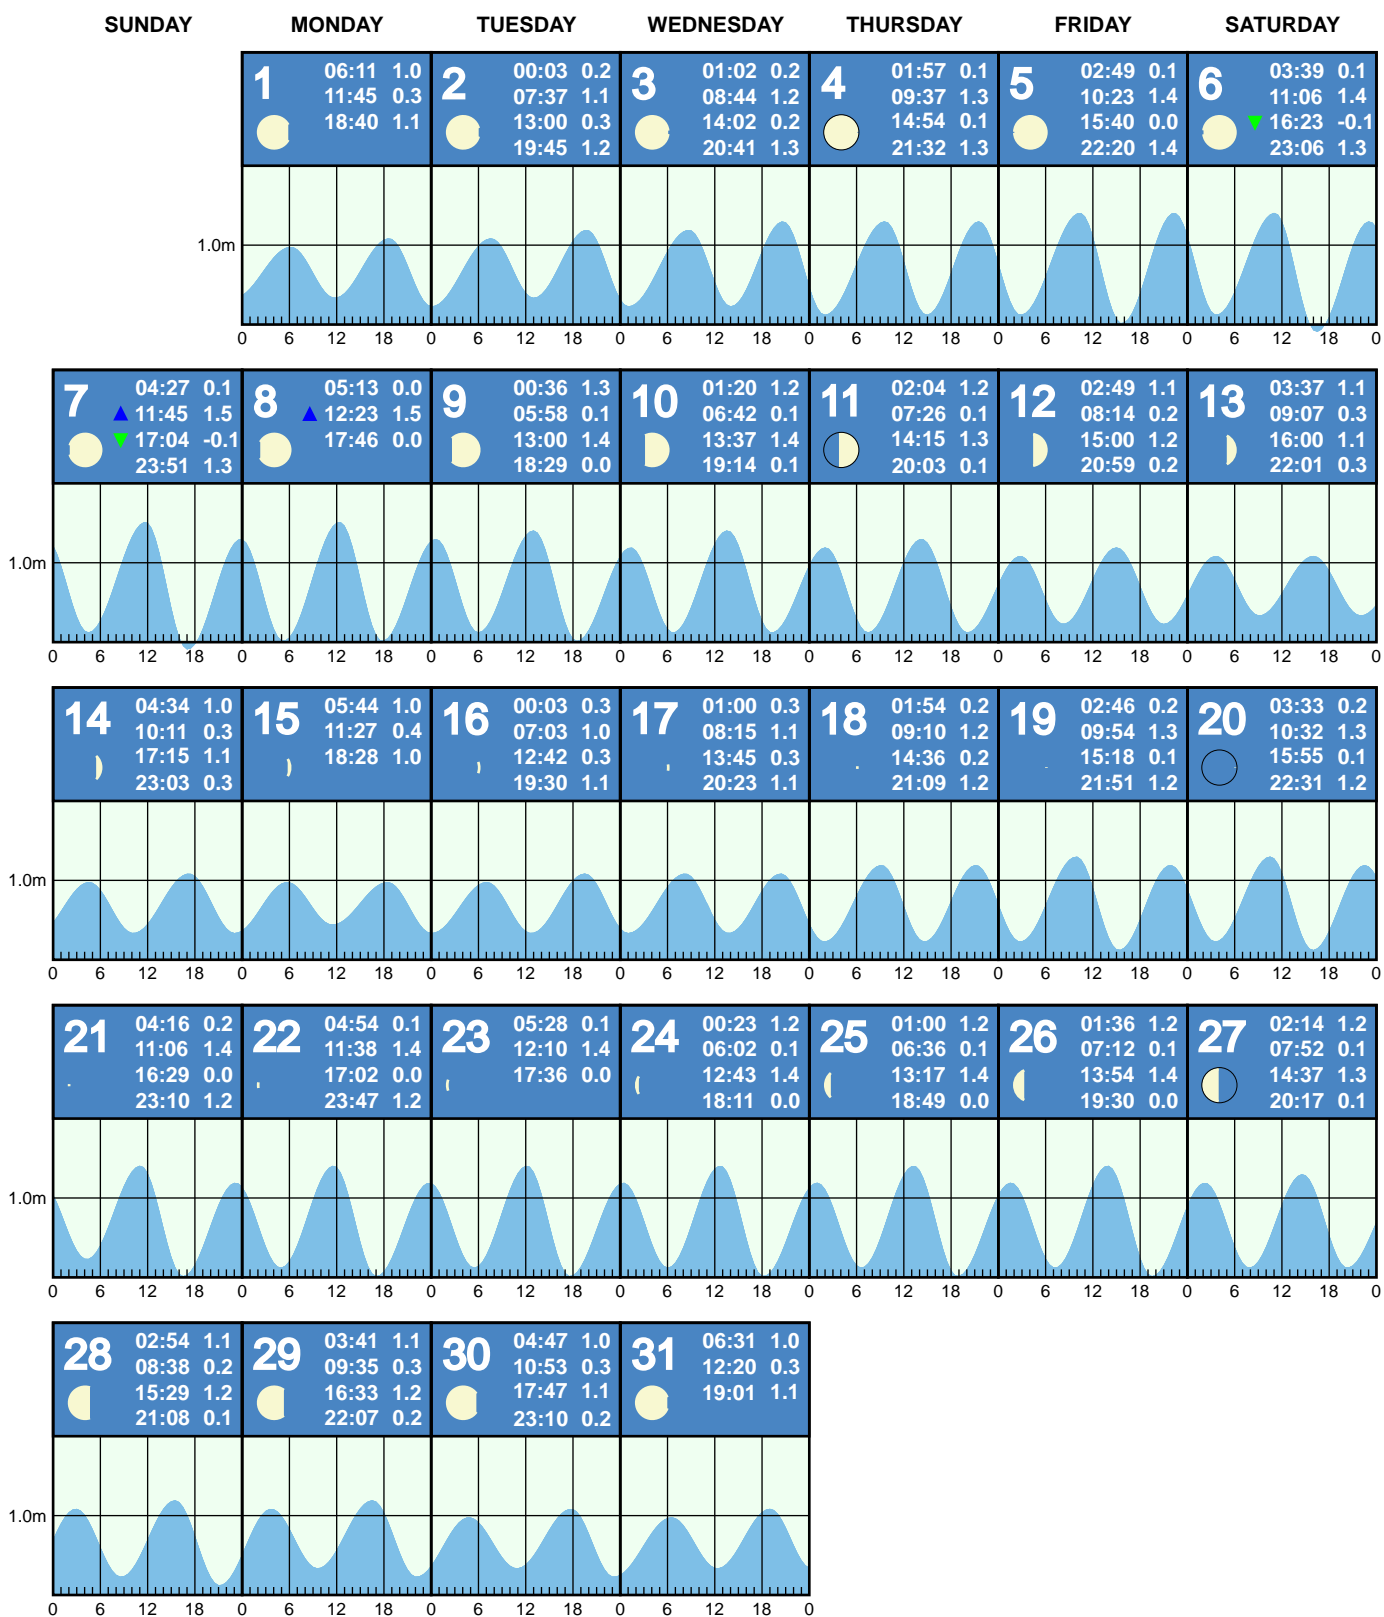 SUNDAY MONDAY TUESDAY WEDNESDAY THURSDAY FRIDAY SATURDAY
1 06:11 1.0
11:45 0.3
18:40 1.1
2 00:03 0.2
07:37 1.1
13:00 0.3
19:45 1.2
3 01:02 0.2
08:44 1.2
14:02 0.2
20:41 1.3
4 01:57 0.1
09:37 1.3
14:54 0.1
21:32 1.3
5 02:49 0.1
10:23 1.4
15:40 0.0
22:20 1.4
6 03:39 0.1
11:06 1.4
16:23 -0.1
23:06 1.3
1.0m
0 6 12 18 0 6 12 18 0 6 12 18 0 6 12 18 0 6 12 18 0 6 12 18 0
7 04:27 0.1
11:45 1.5
17:04 -0.1
23:51 1.3
8 05:13 0.0
12:23 1.5
17:46 0.0
9 00:36 1.3
05:58 0.1
13:00 1.4
18:29 0.0
10 01:20 1.2
06:42 0.1
13:37 1.4
19:14 0.1
11 02:04 1.2
07:26 0.1
14:15 1.3
20:03 0.1
12 02:49 1.1
08:14 0.2
15:00 1.2
20:59 0.2
13 03:37 1.1
09:07 0.3
16:00 1.1
22:01 0.3
1.0m
0 6 12 18 0 6 12 18 0 6 12 18 0 6 12 18 0 6 12 18 0 6 12 18 0 6 12 18 0
14 04:34 1.0
10:11 0.3
17:15 1.1
23:03 0.3
15 05:44 1.0
11:27 0.4
18:28 1.0
16 00:03 0.3
07:03 1.0
12:42 0.3
19:30 1.1
17 01:00 0.3
08:15 1.1
13:45 0.3
20:23 1.1
18 01:54 0.2
09:10 1.2
14:36 0.2
21:09 1.2
19 02:46 0.2
09:54 1.3
15:18 0.1
21:51 1.2
20 03:33 0.2
10:32 1.3
15:55 0.1
22:31 1.2
1.0m
0 6 12 18 0 6 12 18 0 6 12 18 0 6 12 18 0 6 12 18 0 6 12 18 0 6 12 18 0
21 04:16 0.2
11:06 1.4
16:29 0.0
23:10 1.2
22 04:54 0.1
11:38 1.4
17:02 0.0
23:47 1.2
23 05:28 0.1
12:10 1.4
17:36 0.0
24 00:23 1.2
06:02 0.1
12:43 1.4
18:11 0.0
25 01:00 1.2
06:36 0.1
13:17 1.4
18:49 0.0
26 01:36 1.2
07:12 0.1
13:54 1.4
19:30 0.0
27 02:14 1.2
07:52 0.1
14:37 1.3
20:17 0.1
1.0m
0 6 12 18 0 6 12 18 0 6 12 18 0 6 12 18 0 6 12 18 0 6 12 18 0 6 12 18 0
28 02:54 1.1
08:38 0.2
15:29 1.2
21:08 0.1
29 03:41 1.1
09:35 0.3
16:33 1.2
22:07 0.2
30 04:47 1.0
10:53 0.3
17:47 1.1
23:10 0.2
31 06:31 1.0
12:20 0.3
19:01 1.1
1.0m
0 6 12 18 0 6 12 18 0 6 12 18 0 6 12 18 0